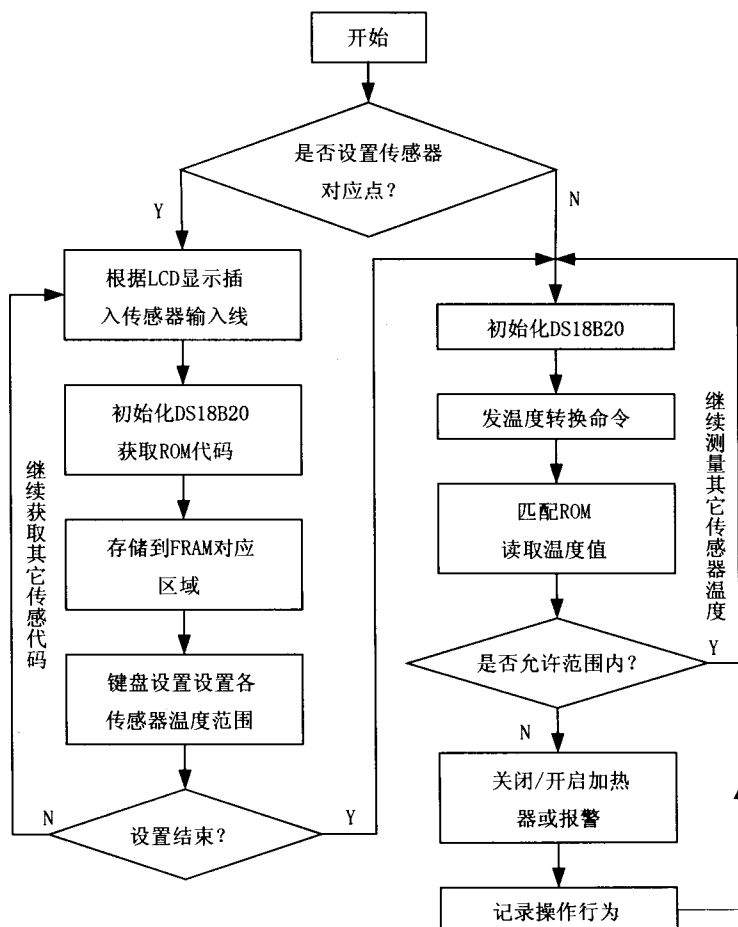 开始
是否设置传感器
对应点？
Y
N
根据LCD显示插
入传感器输入线
初始化DS18B20
获取ROM代码
存储到FRAM对应
区域
键盘设置设置各
传感器温度范围
设置结束？
N
Y
继续获取其它传感代码
初始化DS18B20
发温度转换命令
匹配ROM
读取温度值
是否允许范围内？
Y
N
关闭/开启加热
器或报警
记录操作行为
继续测量其它传感器温度